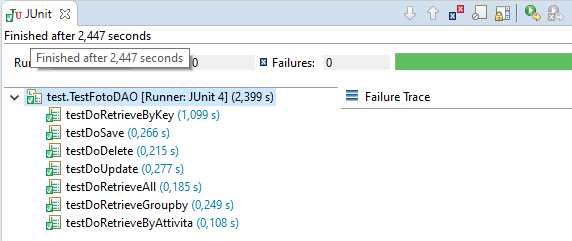 JUnit
Finished after 2,447 seconds
Finished after 2,447 seconds
0 Failures: 0
test.TestFotoDAO [Runner: JUnit 4] (2,399 s)
Failure Trace
testDoRetrieveByKey (1,099 s)
testDoSave (0,266 s)
testDoDelete (0,215 s)
testDoUpdate (0,277 s)
testDoRetrieveAll (0,185 s)
testDoRetrieveGroupby (0,249 s)
testDoRetrieveByAttivita (0,108 s)